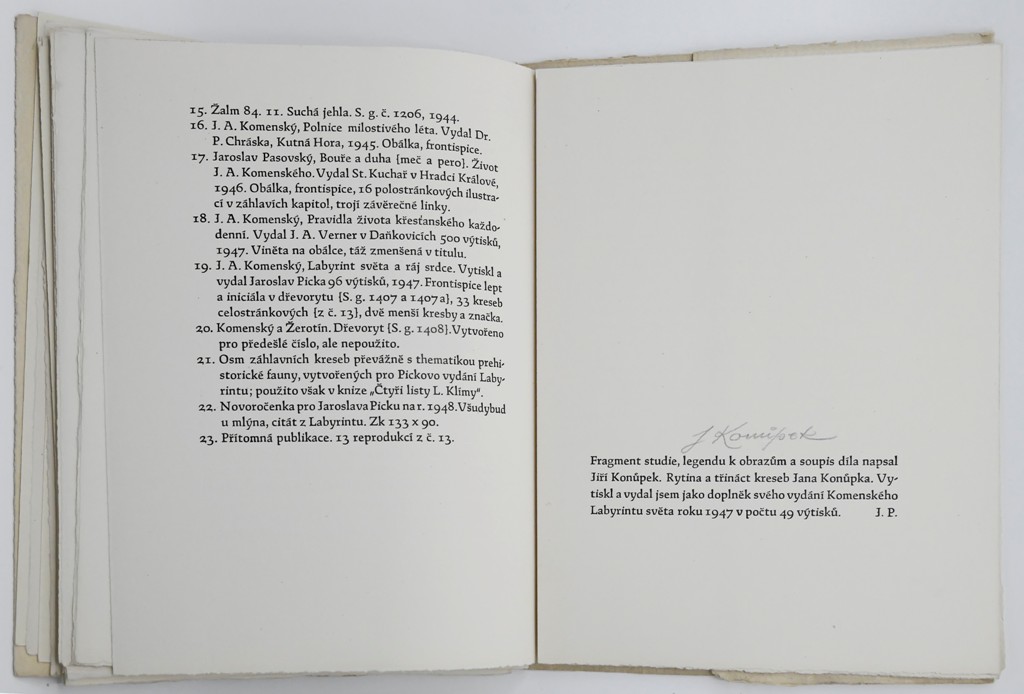 15. Žalm 84. 11. Suchá jehla. S. g. č. 1206, 1944.
16. J. A. Komenský, Polnice milostivého léta. Vydal Dr.
P. Chráska, Kutná Hora, 1945. Obálka, frontispice.
17. Jaroslav Pasovský, Bouře a duha {meč a pero}. Život
J. A. Komenského. Vydal St. Kuchař v Hradci Králové,
1946. Obálka, frontispice, 16 polostránkových ilustra-
cí v záhlavích kapitol, trojí závěrečné linky.
18. J. A. Komenský, Pravidla života křesťanského každo-
denní. Vydal J. A. Verner v Daňkovicích 500 výtisků,
1947. Viněta na obálce, táž zmenšená v titulu.
19. J. A. Komenský, Labyrint světa a ráj srdce. Vytiskl a
vydal Jaroslav Picka 96 výtisků, 1947. Frontispice lept
a iniciála v dřevorytu {S. g. 1407 a 1407a}, 33 kreseb
celostránkových {z č. 13}, dvě menší kresby a značka.
20. Komenský a Žerotín. Dřevoryt {S. g. 1408}. Vytvořeno
pro předešlé číslo, ale nepoužito.
21. Osm záhlavních kreseb převážně s thematikou prehi-
storické fauny, vytvořených pro Pickovo vydání Laby-
rintu; použito však v knize „Čtyři listy L. Klímy".
22. Novoročenka pro Jaroslava Picku na r. 1948. Všudybud
u mlýna, citát z Labyrintu. Zk 133 x 90.
23. Přítomná publikace. 13 reprodukcí z č. 13.
J Konůpek
Fragment studie, legendu k obrazům a soupis díla napsal
Jiří Konůpek. Rytina a třináct kreseb Jana Konůpka. Vy-
tiskl a vydal jsem jako doplněk svého vydání Komenského
Labyrintu světa roku 1947 v počtu 49 výtisků. J. P.